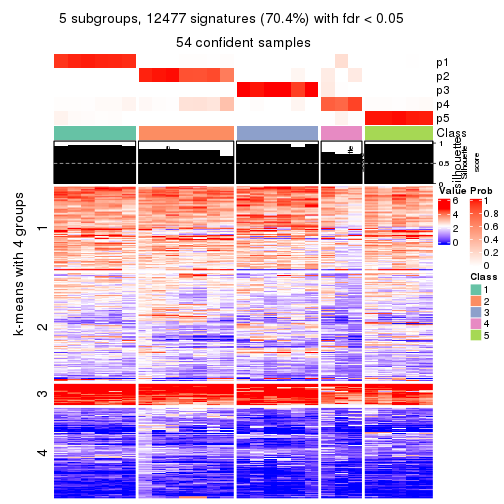 5 subgroups, 12477 signatures (70.4%) with fdr < 0.05
54 confident samples
p1
p2
p3
p4
p5
Class
1
0.5
0
silhouette
Silhouette
score
k-means with 4 groups
1
2
3
4
Value
6
4
2
0
Prob
1
0.8
0.6
0.4
0.2
0
Class
1
2
3
4
5